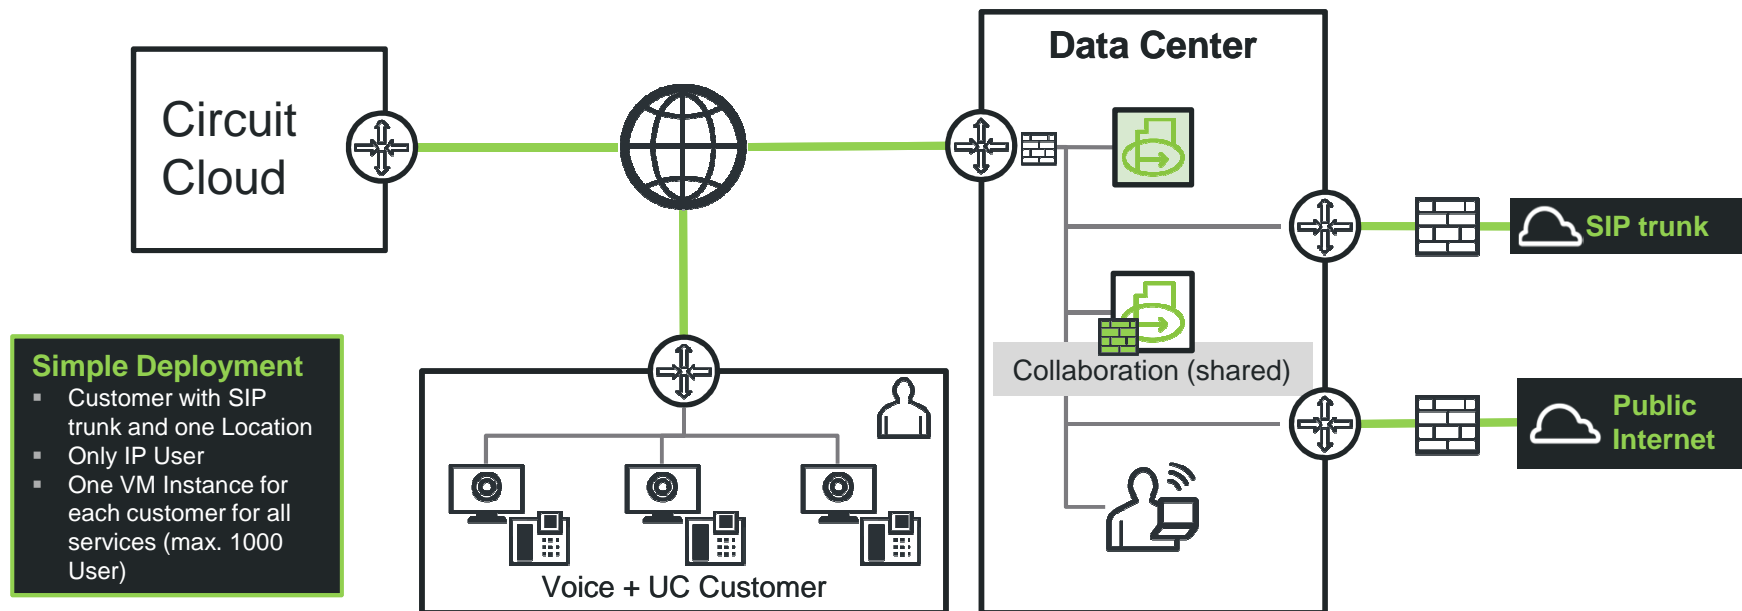 Data Center
Circuit
Cloud
SIP trunk
Collaboration (shared)
Public
Internet
Simple Deployment
▪ Customer with SIP
trunk and one Location
▪ Only IP User
▪ One VM Instance for
each customer for all
services (max. 1000
User)
Voice + UC Customer